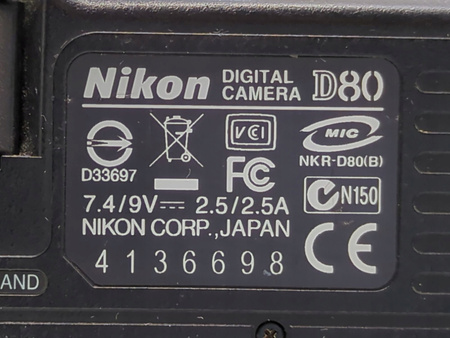 Nikon DIGITAL CAMERA D80
D33697
VCI
FC
MIC
NKR-D80(B)
N150
7.4/9V⎓ 2.5/2.5A
NIKON CORP.,JAPAN
CE
4136698
AND